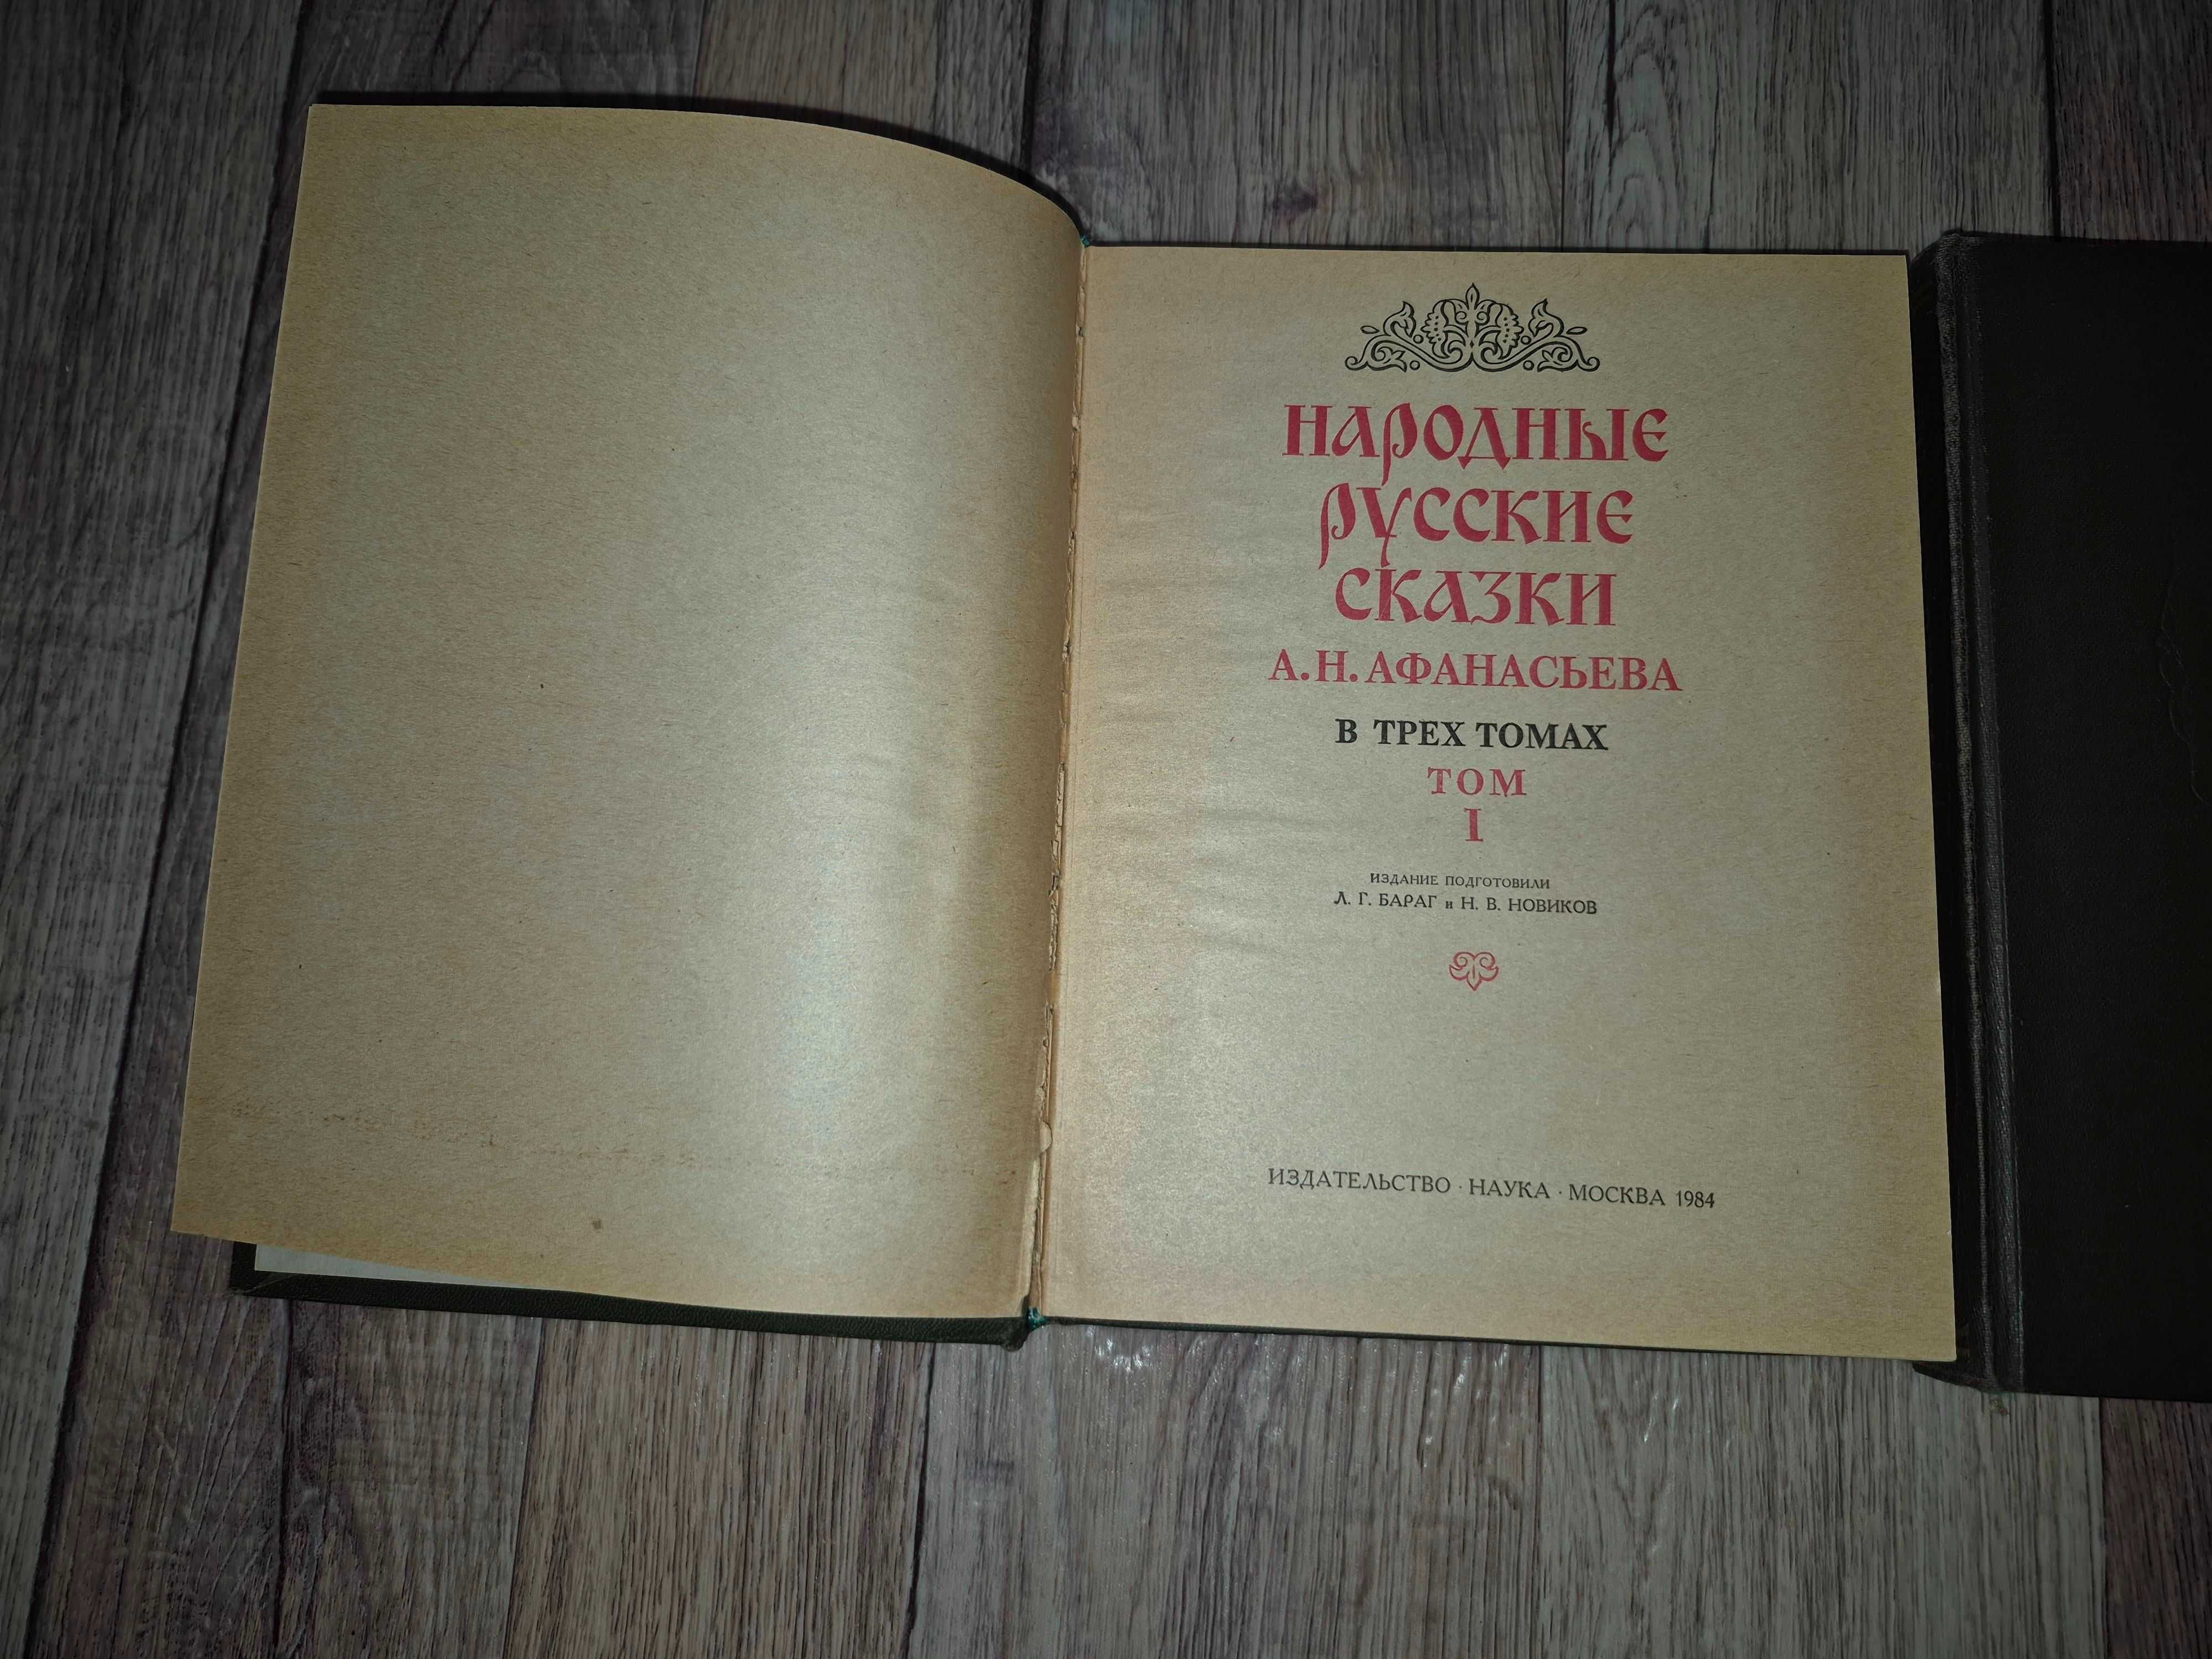 НАРОДНЫЕ
РУССКИЕ
СКАЗКИ
А.Н.АФАНАСЬЕВА
В ТРЕХ ТОМАХ
ТОМ
I
ИЗДАНИЕ ПОДГОТОВИЛИ
Л. Г. БАРАГ и Н. В. НОВИКОВ
ИЗДАТЕЛЬСТВО · НАУКА · МОСКВА 1984